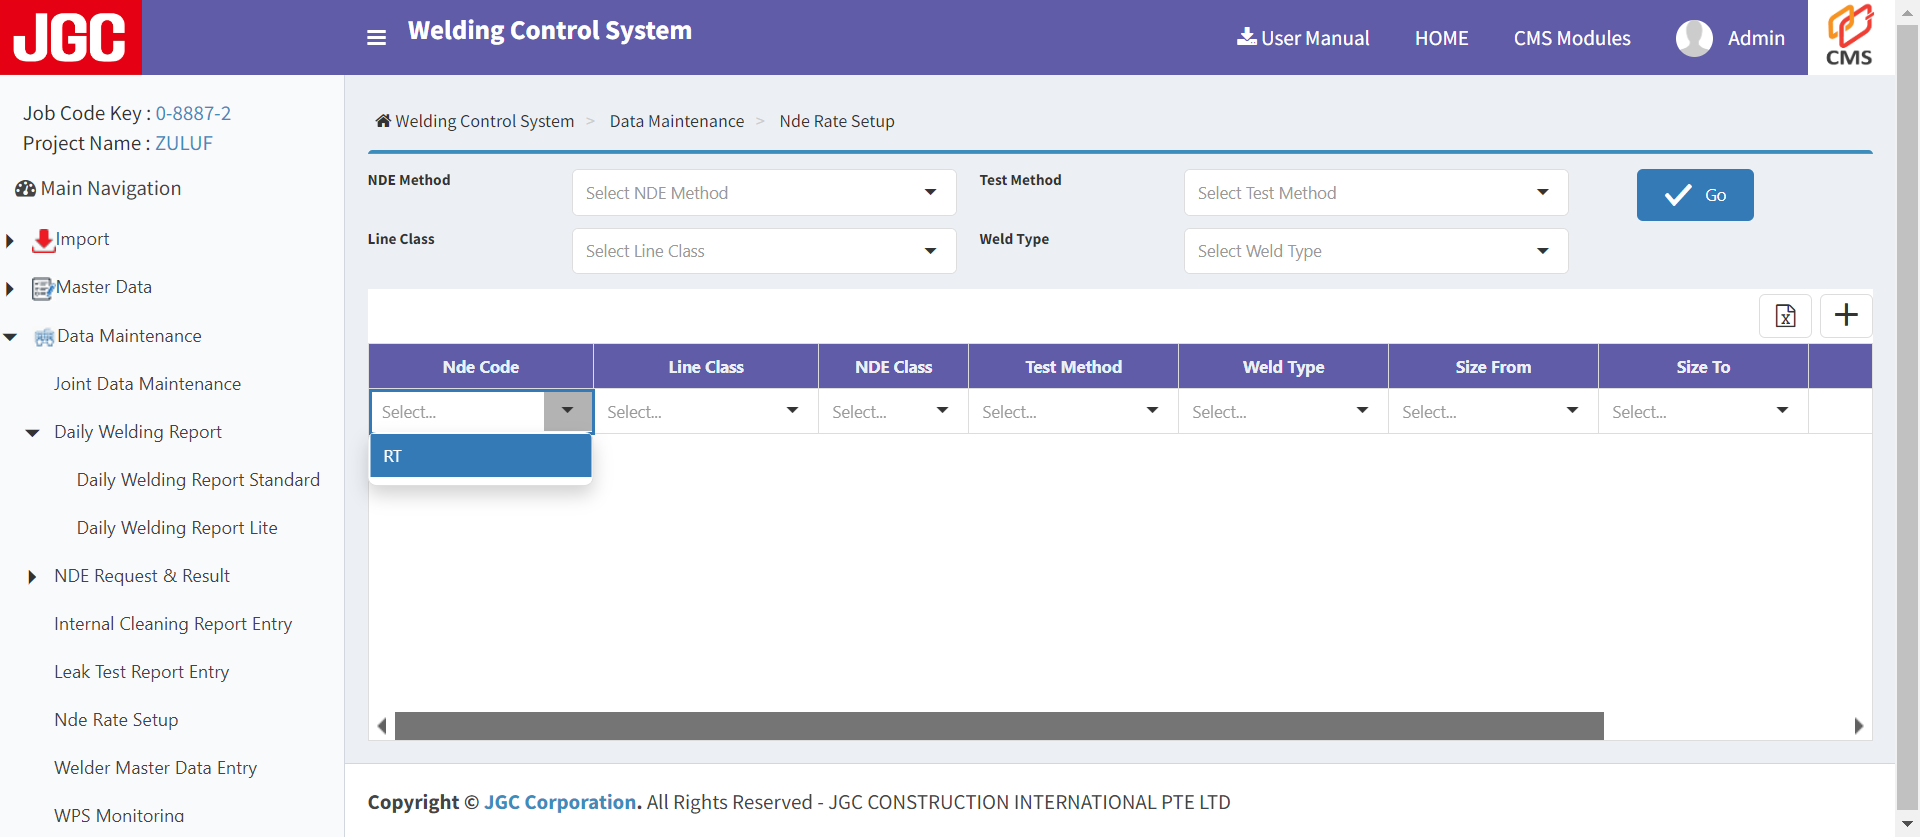 JGC
Welding Control System
User Manual
HOME
CMS Modules
Admin
CMS
Job Code Key : 0-8887-2
Project Name : ZULUF
Main Navigation
Import
Master Data
Data Maintenance
Joint Data Maintenance
Daily Welding Report
Daily Welding Report Standard
Daily Welding Report Lite
NDE Request & Result
Internal Cleaning Report Entry
Leak Test Report Entry
Nde Rate Setup
Welder Master Data Entry
WPS Monitoring
Welding Control System > Data Maintenance > Nde Rate Setup
NDE Method
Select NDE Method
Test Method
Select Test Method
Go
Line Class
Select Line Class
Weld Type
Select Weld Type
Nde Code Line Class NDE Class Test Method Weld Type Size From Size To
Select... Select... Select... Select... Select... Select... Select...
RT
Copyright © JGC Corporation. All Rights Reserved - JGC CONSTRUCTION INTERNATIONAL PTE LTD